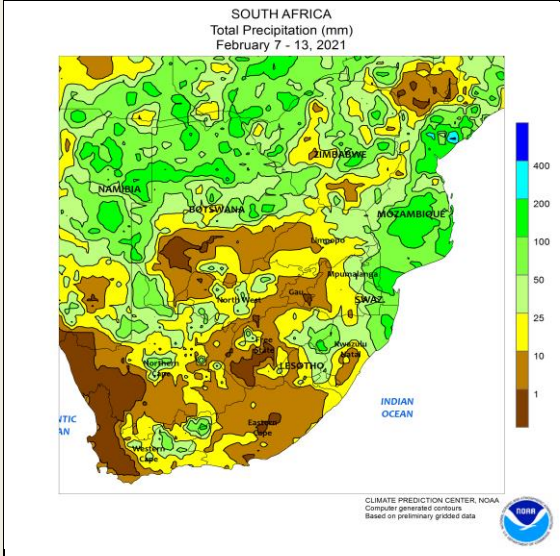 SOUTH AFRICA
Total Precipitation (mm)
February 7 - 13, 2021
ZIMBABWE
NAMIBIA
BOTSWANA
MOZAMBIQUE
Limpopo
Mpumalanga
North West
Gau.
SWAZ.
Free
State
Kwazulu
Natal
LESOTHO
Northern
Cape
Eastern
Cape
Western
Cape
NTIC
AN
INDIAN
OCEAN
400
200
100
50
25
10
1
CLIMATE PREDICTION CENTER, NOAA
Computer generated contours
Based on preliminary gridded data
NOAA